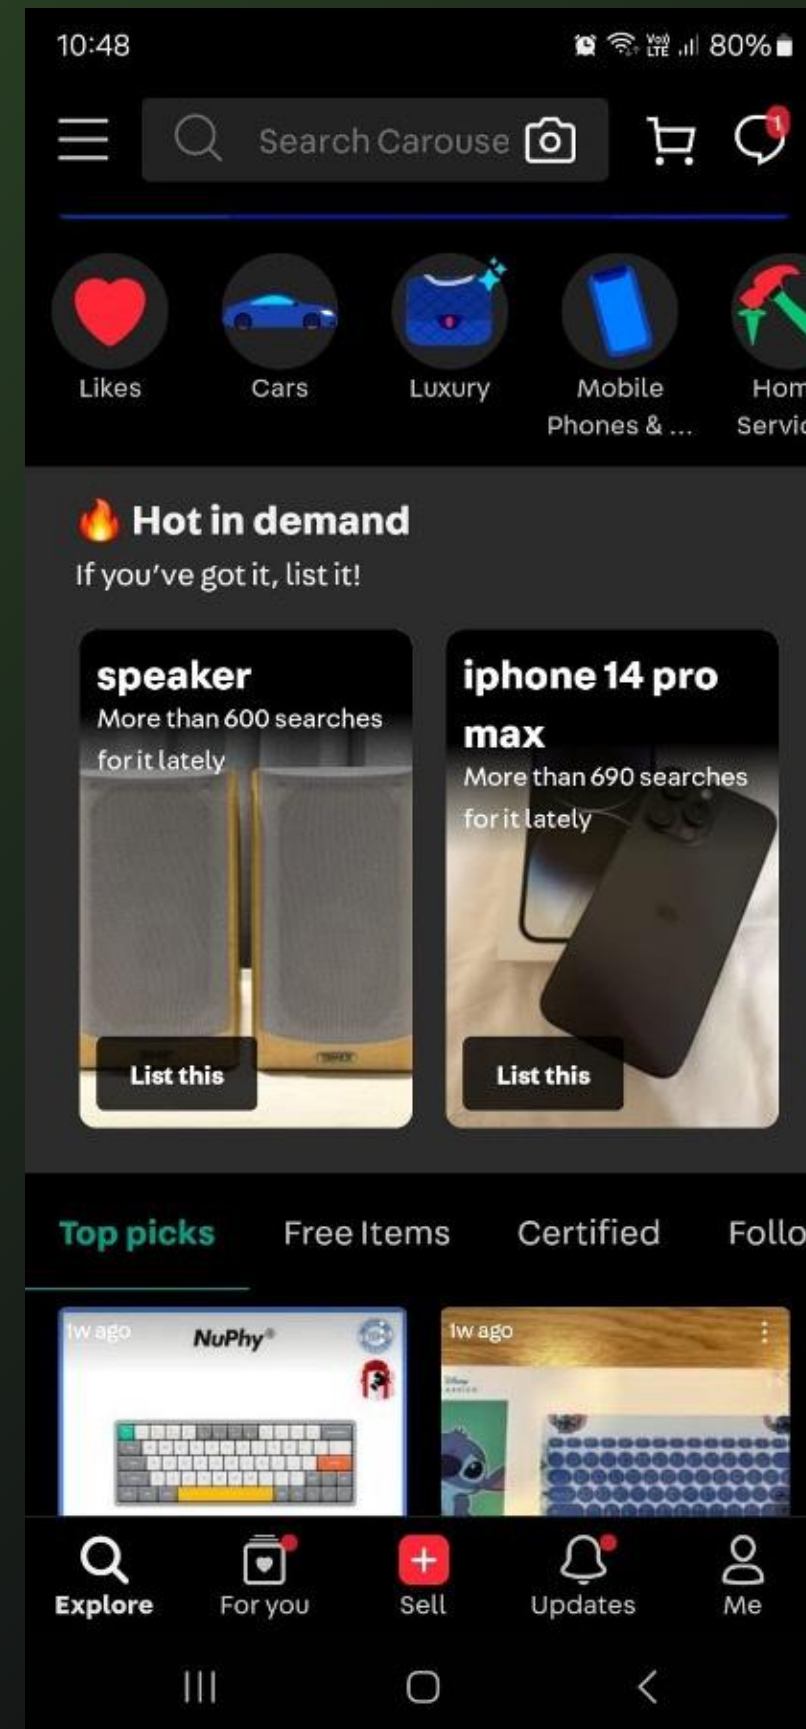 10:48
Vo)) LTE 80%
Search Carouse
1
Likes
Cars
Luxury
Mobile
Phones & ...
Hom
Servic
Hot in demand
If you've got it, list it!
speaker
More than 600 searches
for it lately
List this
iphone 14 pro
max
More than 690 searches
for it lately
List this
Top picks
Free Items
Certified
Follo
1w ago
NuPhy®
1w ago
Disney
Explore
For you
Sell
Updates
Me